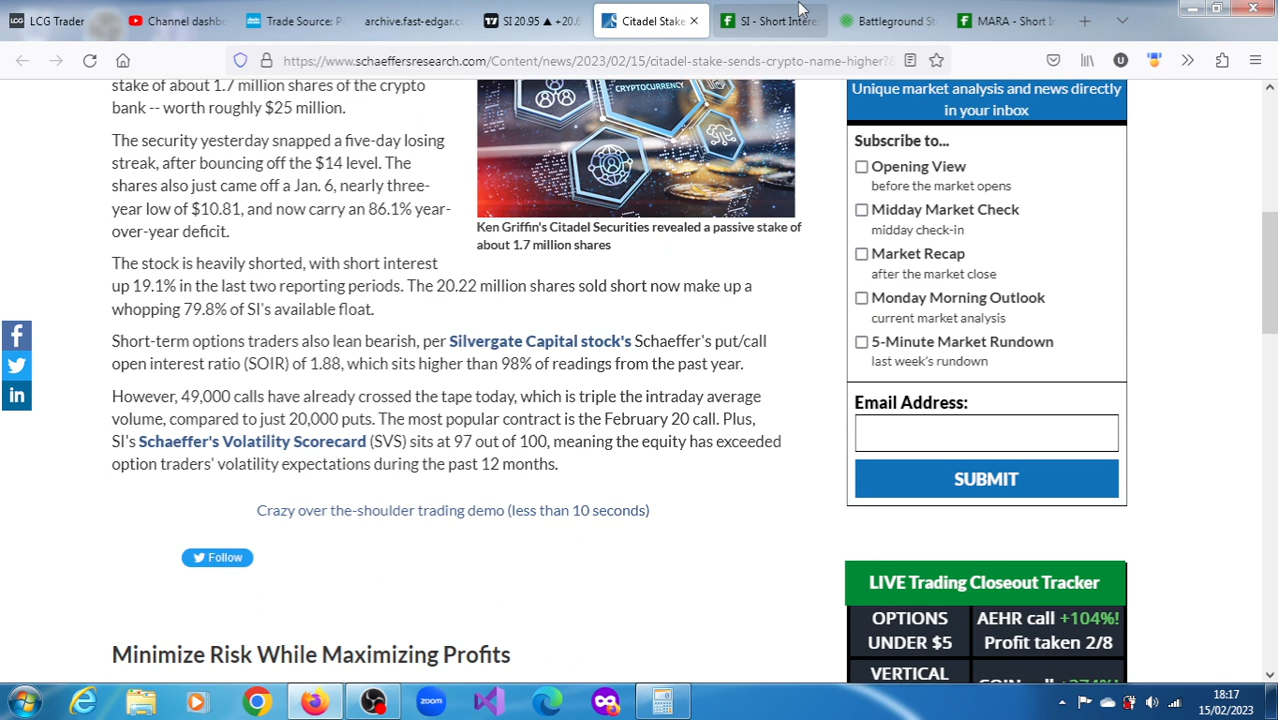 LCG Trader
Channel dashbo
Trade Source: Po
archive.fast-edgar.co
SI 20.95 ▲ +20.6
Citadel Stake
SI - Short Intere
Battleground St
MARA - Short In
https://www.schaeffersresearch.com/Content/news/2023/02/15/citadel-stake-sends-crypto-name-higher?
stake of about 1.7 million shares of the crypto
bank -- worth roughly $25 million.
The security yesterday snapped a five-day losing
streak, after bouncing off the $14 level. The
shares also just came off a Jan. 6, nearly three-
year low of $10.81, and now carry an 86.1% year-
over-year deficit.
CRYPTOCURRENCY
Ken Griffin's Citadel Securities revealed a passive stake of
about 1.7 million shares
The stock is heavily shorted, with short interest
up 19.1% in the last two reporting periods. The 20.22 million shares sold short now make up a
whopping 79.8% of SI's available float.
Short-term options traders also lean bearish, per Silvergate Capital stock's Schaeffer's put/call
open interest ratio (SOIR) of 1.88, which sits higher than 98% of readings from the past year.
However, 49,000 calls have already crossed the tape today, which is triple the intraday average
volume, compared to just 20,000 puts. The most popular contract is the February 20 call. Plus,
SI's Schaeffer's Volatility Scorecard (SVS) sits at 97 out of 100, meaning the equity has exceeded
option traders' volatility expectations during the past 12 months.
Crazy over the-shoulder trading demo (less than 10 seconds)
Follow
Minimize Risk While Maximizing Profits
Unique market analysis and news directly
in your inbox
Subscribe to...
Opening View
before the market opens
Midday Market Check
midday check-in
Market Recap
after the market close
Monday Morning Outlook
current market analysis
5-Minute Market Rundown
last week's rundown
Email Address:
SUBMIT
LIVE Trading Closeout Tracker
OPTIONS
UNDER $5
AEHR call +104%!
Profit taken 2/8
VERTICAL
zoom
18:17
15/02/2023